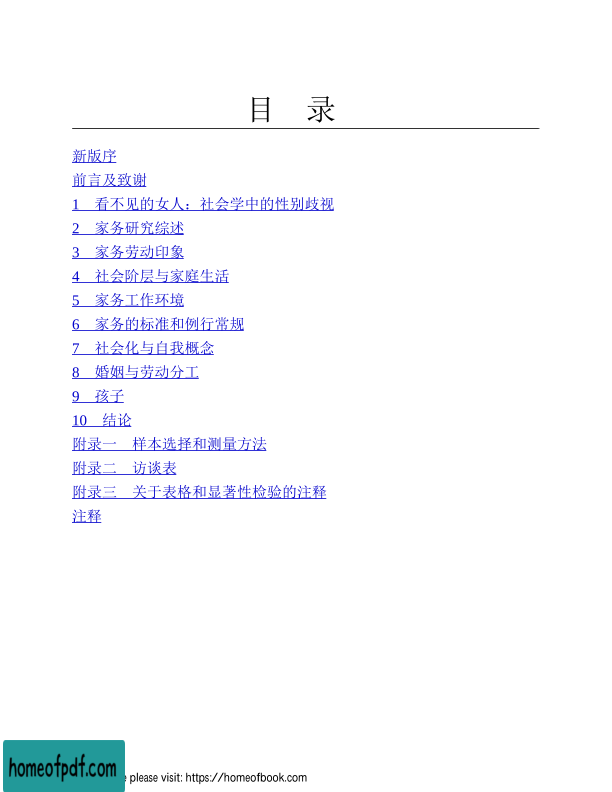 目 录
新版序
前言及致谢
1 看不见的女人：社会学中的性别歧视
2 家务研究综述
3 家务劳动印象
4 社会阶层与家庭生活
5 家务工作环境
6 家务的标准和例行常规
7 社会化与自我概念
8 婚姻与劳动分工
9 孩子
10 结论
附录一 样本选择和测量方法
附录二 访谈表
附录三 关于表格和显著性检验的注释
注释
homeofpdf.com
e please visit: https://homeofbook.com